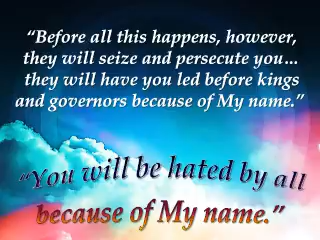 “Before all this happens, however,
they will seize and persecute you…
they will have you led before kings
and governors because of My name.”
“You will be hated by all
because of My name.”